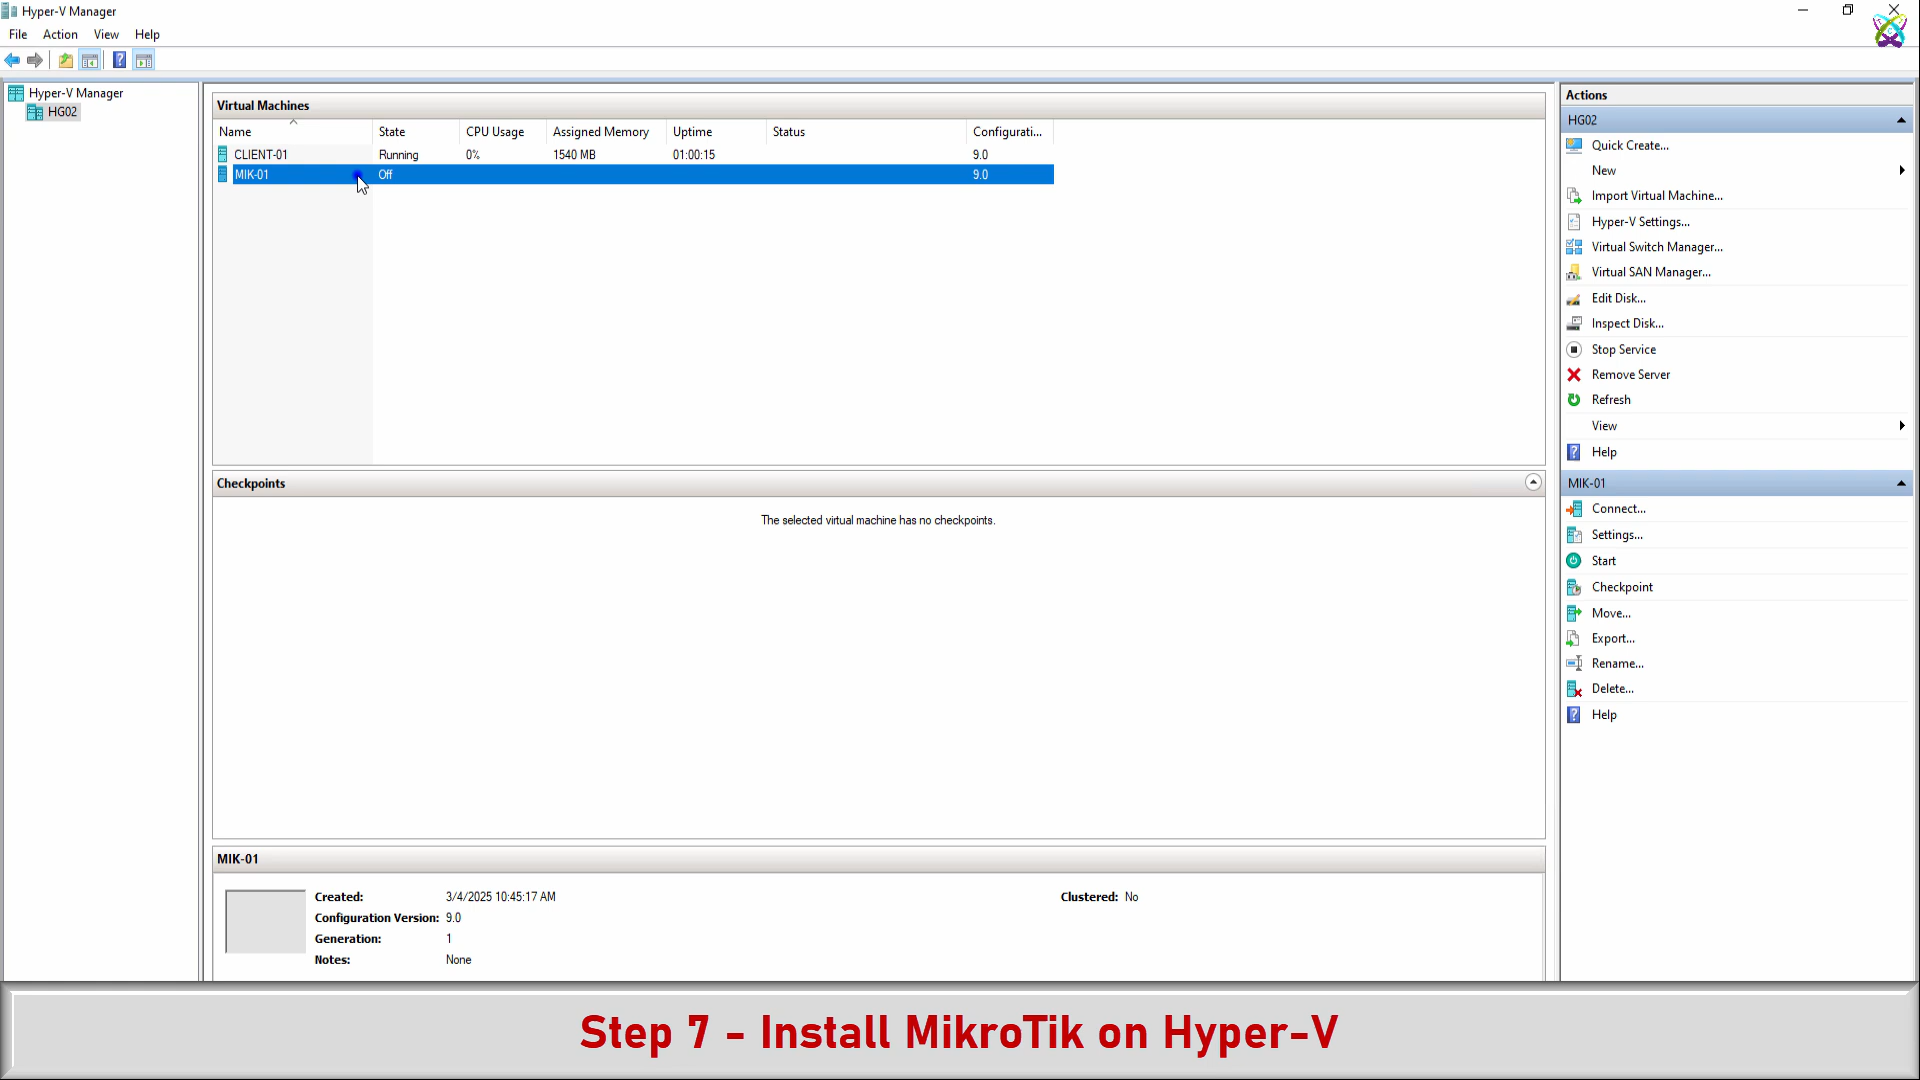 Hyper-V Manager
File Action View Help
Hyper-V Manager
HG02
Virtual Machines
Name State CPU Usage Assigned Memory Uptime Status Configurati...
CLIENT-01 Running 0% 1540 MB 01:00:15 9.0
MIK-01 Off 9.0
Checkpoints
The selected virtual machine has no checkpoints.
MIK-01
Created: 3/4/2025 10:45:17 AM Clustered: No
Configuration Version: 9.0
Generation: 1
Notes: None
Actions
HG02
Quick Create...
New
Import Virtual Machine...
Hyper-V Settings...
Virtual Switch Manager...
Virtual SAN Manager...
Edit Disk...
Inspect Disk...
Stop Service
Remove Server
Refresh
View
Help
MIK-01
Connect...
Settings...
Start
Checkpoint
Move...
Export...
Rename...
Delete...
Help
Step 7 - Install MikroTik on Hyper-V